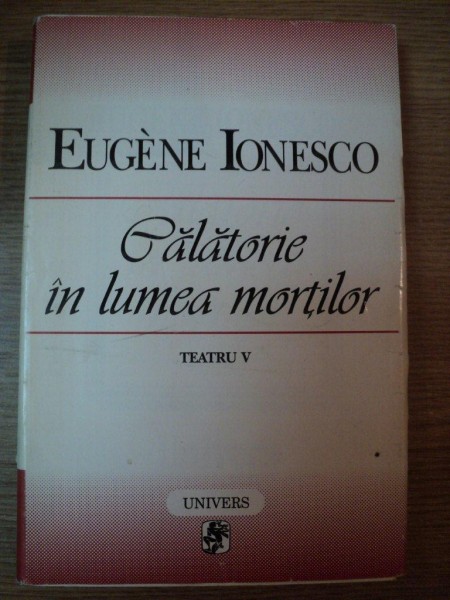 EUGÈNE IONESCO
Călătorie
în lumea morților
TEATRU V
UNIVERS